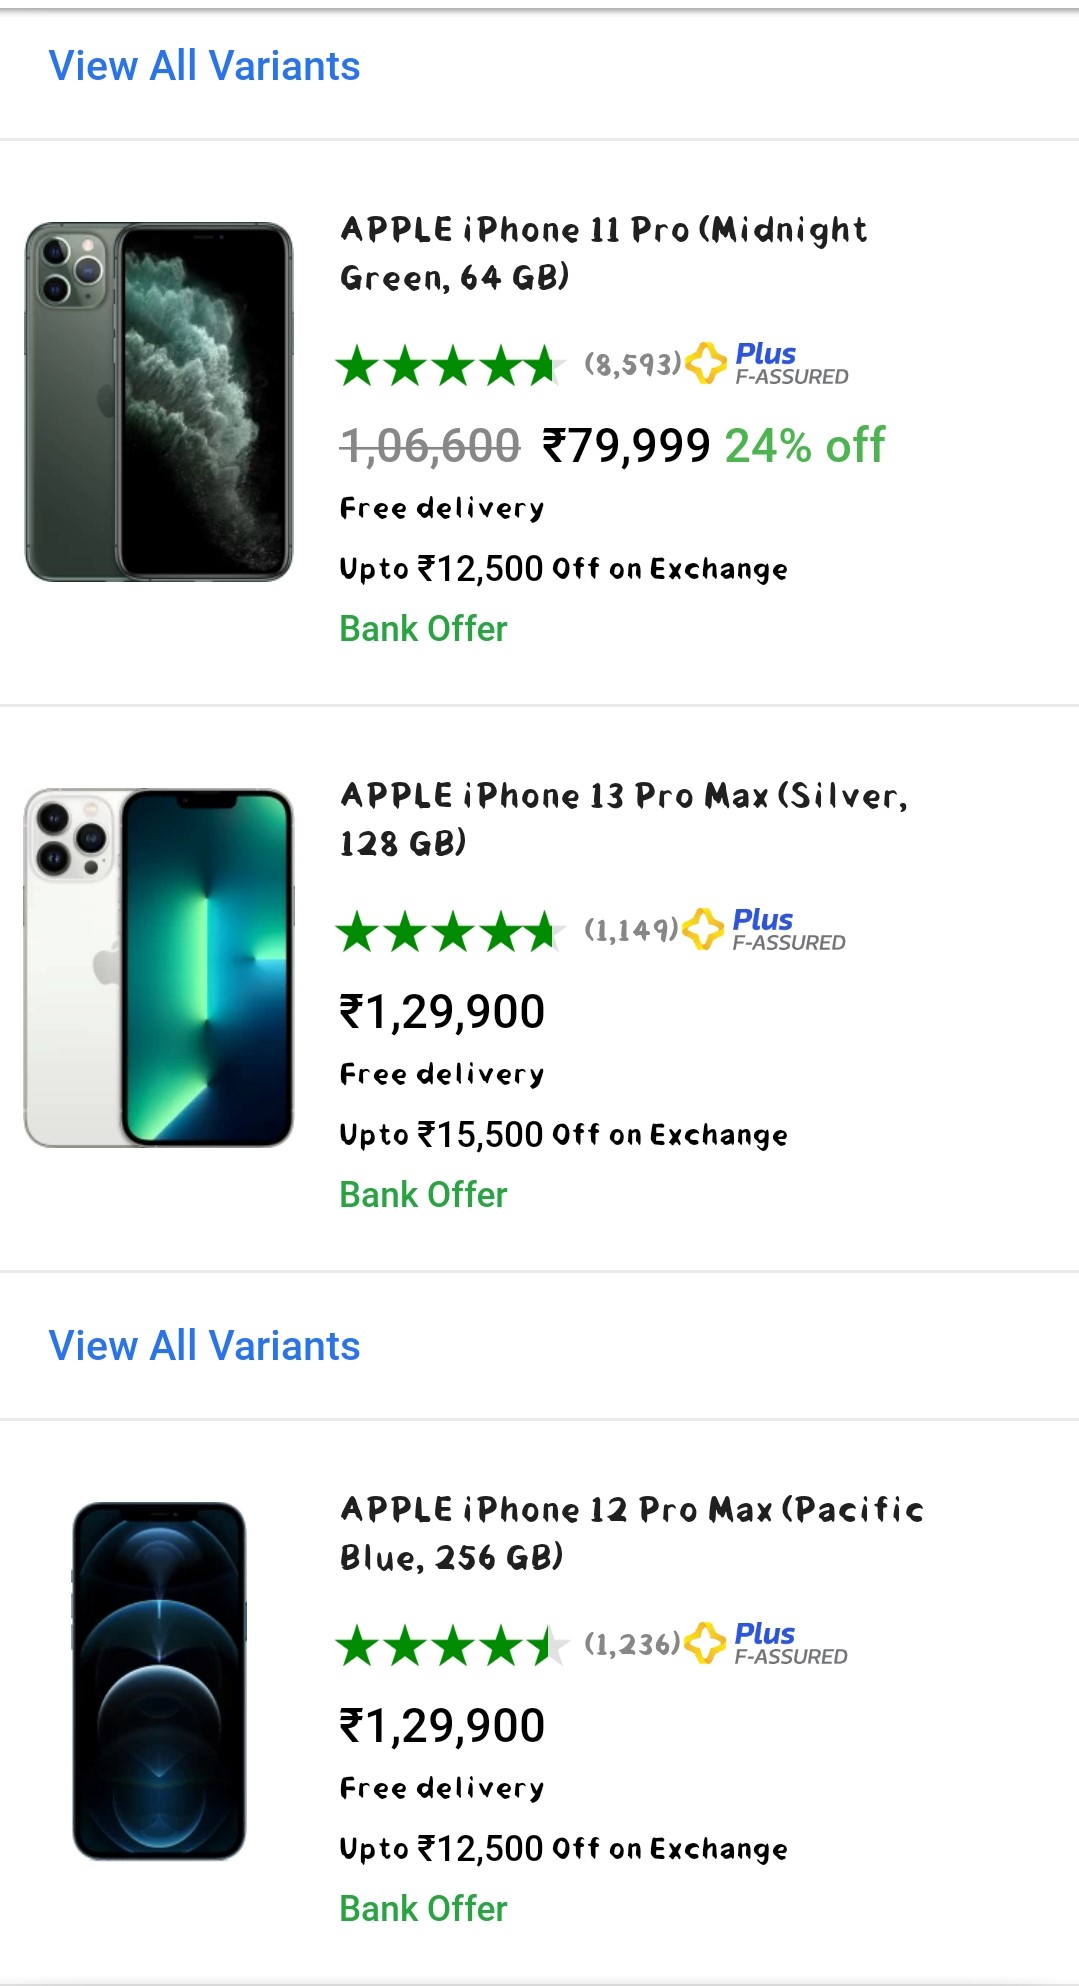 View All Variants
APPLE iPhone 11 Pro (Midnight
Green, 64 GB)
(8,593) Plus
F-ASSURED
1,06,600 ₹79,999 24% off
Free delivery
Upto ₹12,500 Off on Exchange
Bank Offer
APPLE iPhone 13 Pro Max (Silver,
128 GB)
(1,149) Plus
F-ASSURED
₹1,29,900
Free delivery
Upto ₹15,500 Off on Exchange
Bank Offer
View All Variants
APPLE iPhone 12 Pro Max (Pacific
Blue, 256 GB)
(1,236) Plus
F-ASSURED
₹1,29,900
Free delivery
Upto ₹12,500 Off on Exchange
Bank Offer